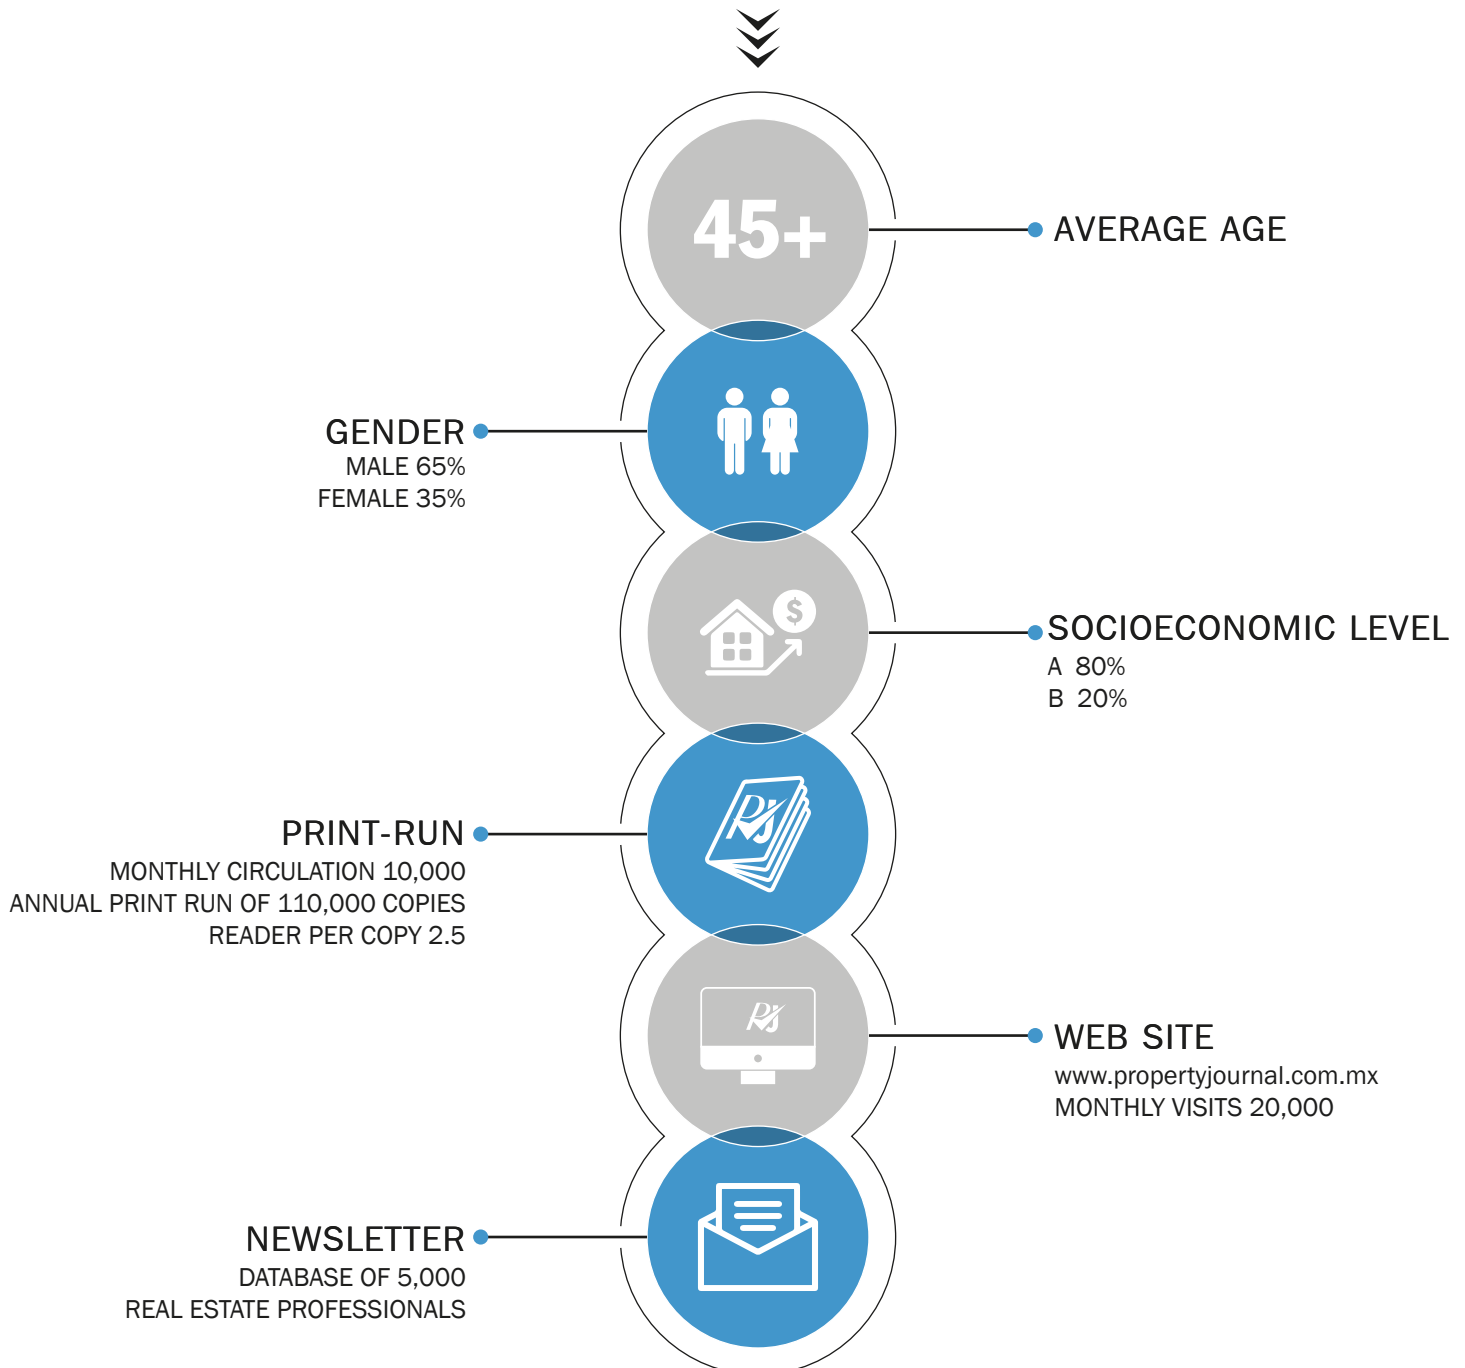 45+
AVERAGE AGE
GENDER
MALE 65%
FEMALE 35%
$
SOCIOECONOMIC LEVEL
A 80%
B 20%
PJ
PRINT-RUN
MONTHLY CIRCULATION 10,000
ANNUAL PRINT RUN OF 110,000 COPIES
READER PER COPY 2.5
PJ
WEB SITE
www.propertyjournal.com.mx
MONTHLY VISITS 20,000
NEWSLETTER
DATABASE OF 5,000
REAL ESTATE PROFESSIONALS